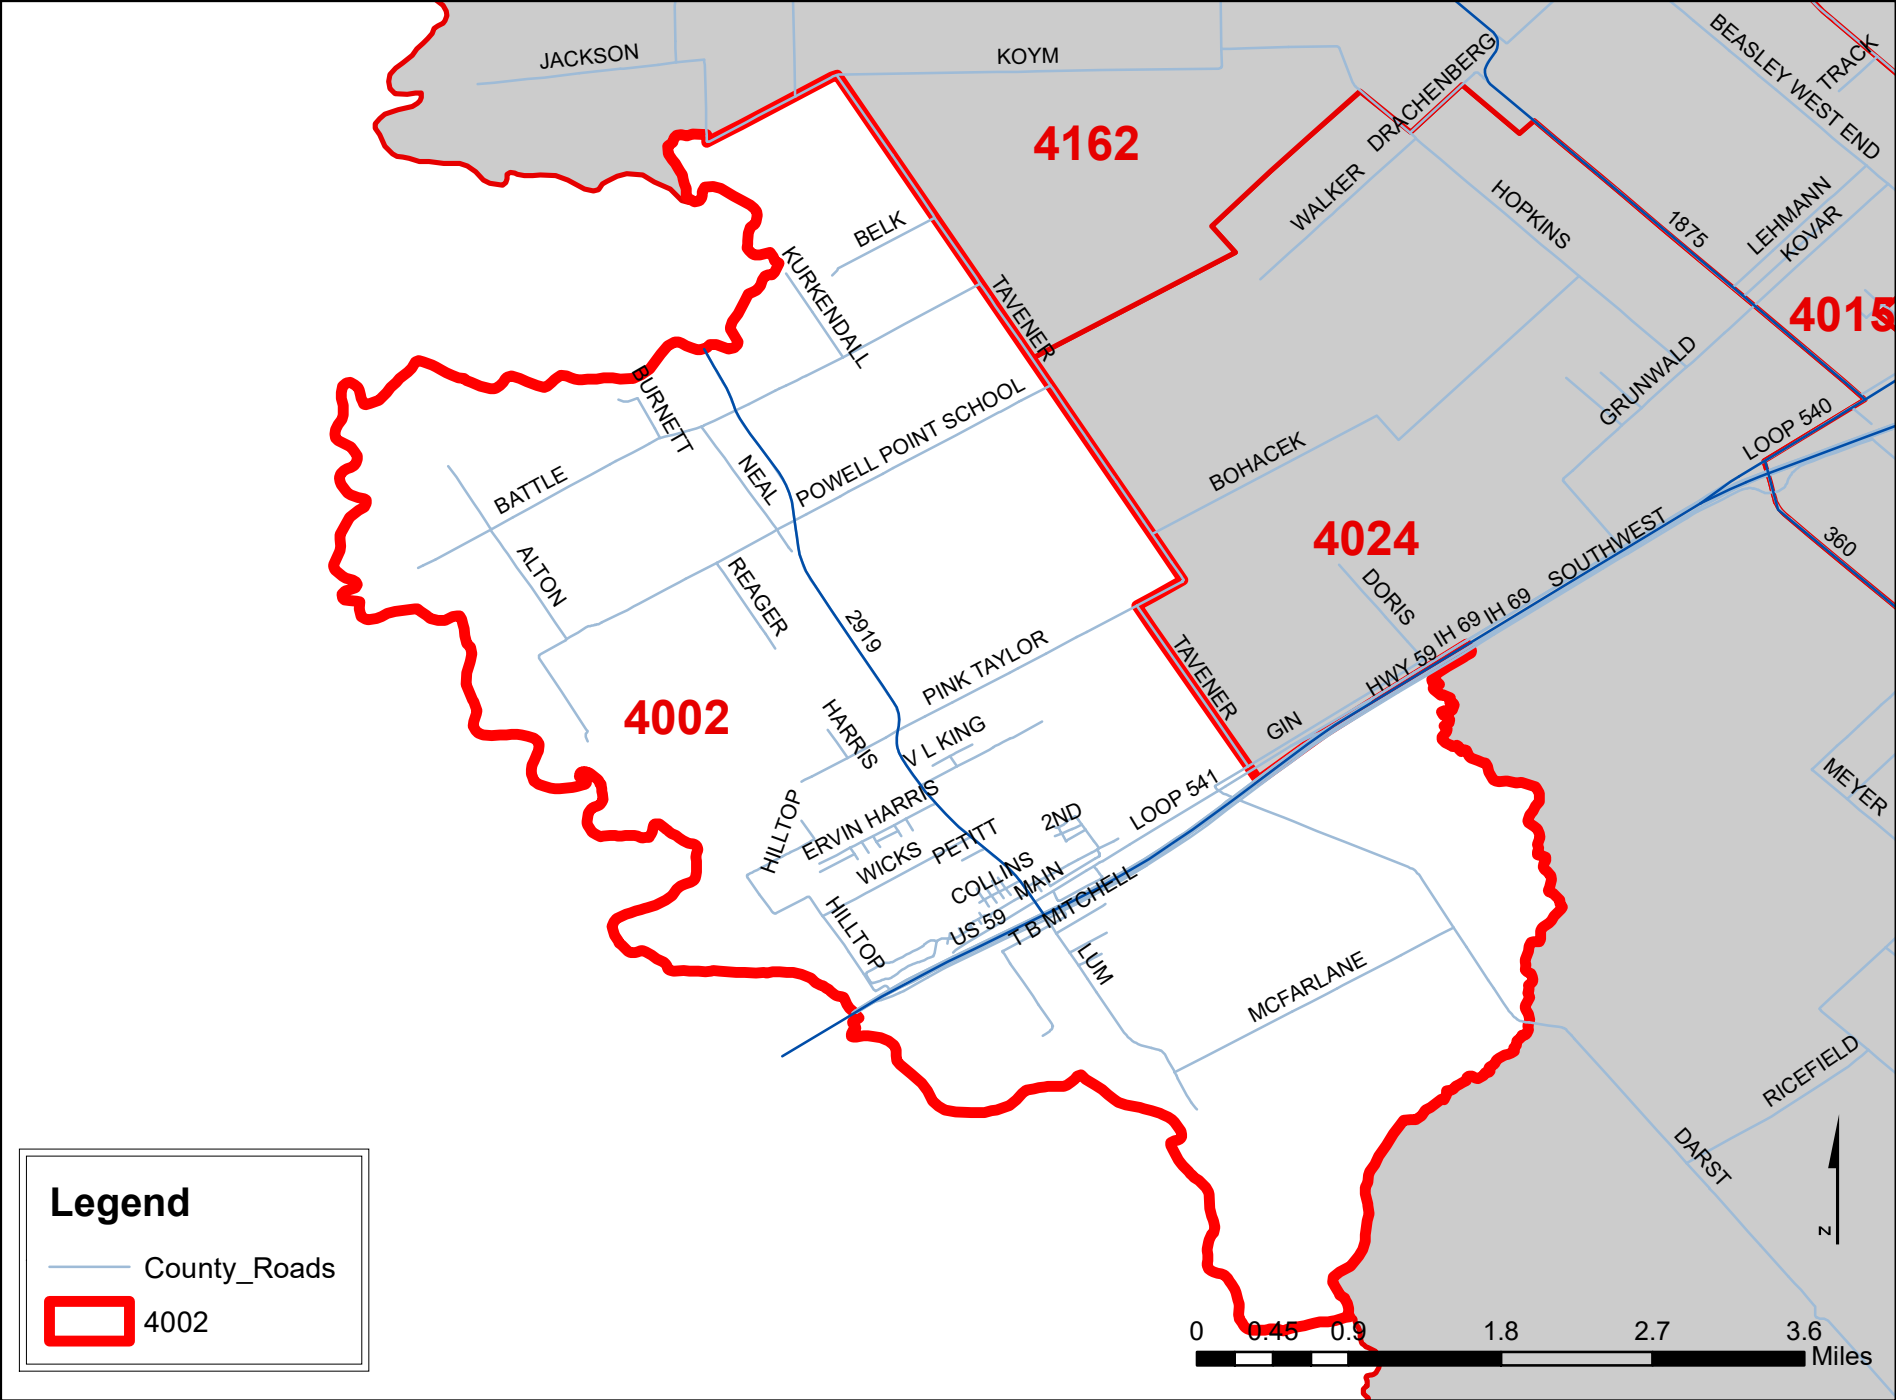 JACKSON
KOYM
DRACHENBERG
BEASLEY WEST END
TRACK
4162
WALKER
HOPKINS
1875
LEHMANN
KOVAR
BELK
KURKENDALL
TAVENER
4015
BURNETT
GRUNWALD
LOOP 540
POWELL POINT SCHOOL
BATTLE
NEAL
BOHACEK
4024
SOUTHWEST
360
ALTON
REAGER
DORIS
2919
IH 69
IH 69
HWY 59
PINK TAYLOR
TAVENER
4002
HARRIS
V L KING
GIN
MEYER
LOOP 541
HILLTOP
ERVIN HARRIS
2ND
WICKS
PETITT
COLLINS
MAIN
HILLTOP
US 59
T B MITCHELL
LUM
MCFARLANE
RICEFIELD
DARST
Legend
County_Roads
4002
N
0 0.45 0.9 1.8 2.7 3.6
Miles